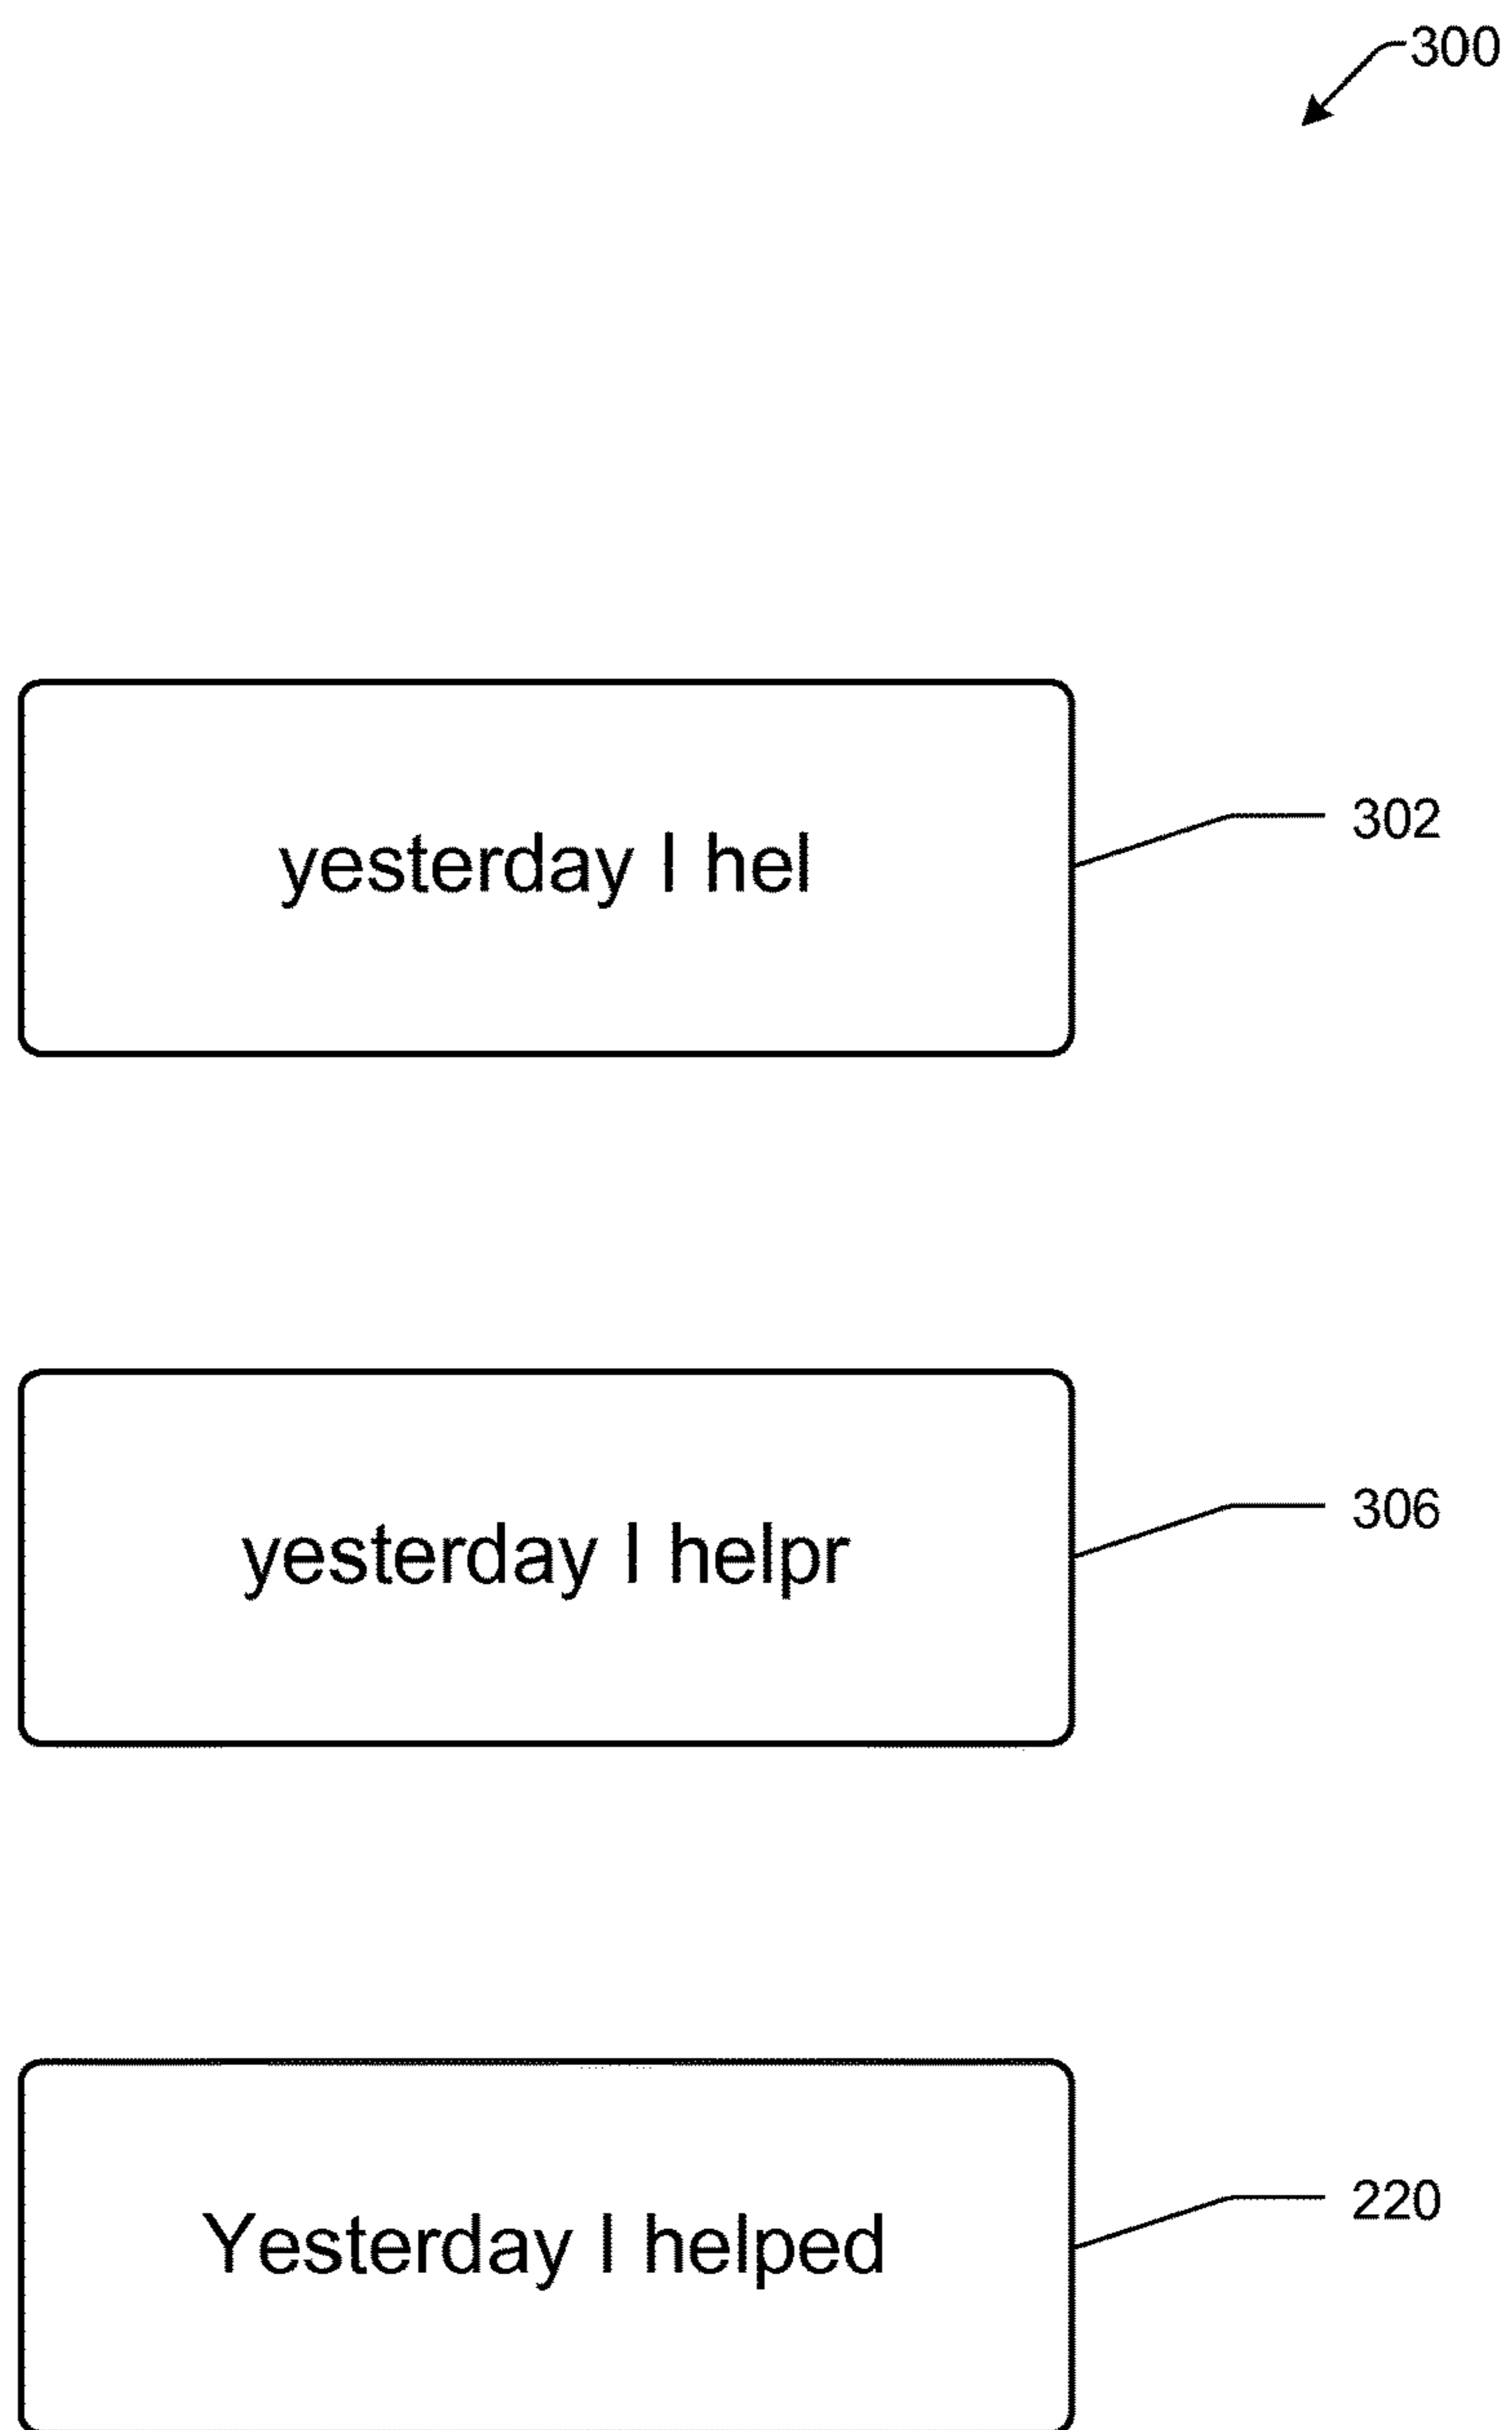 300
yesterday I hel
302
yesterday I helpr
306
Yesterday I helped
220